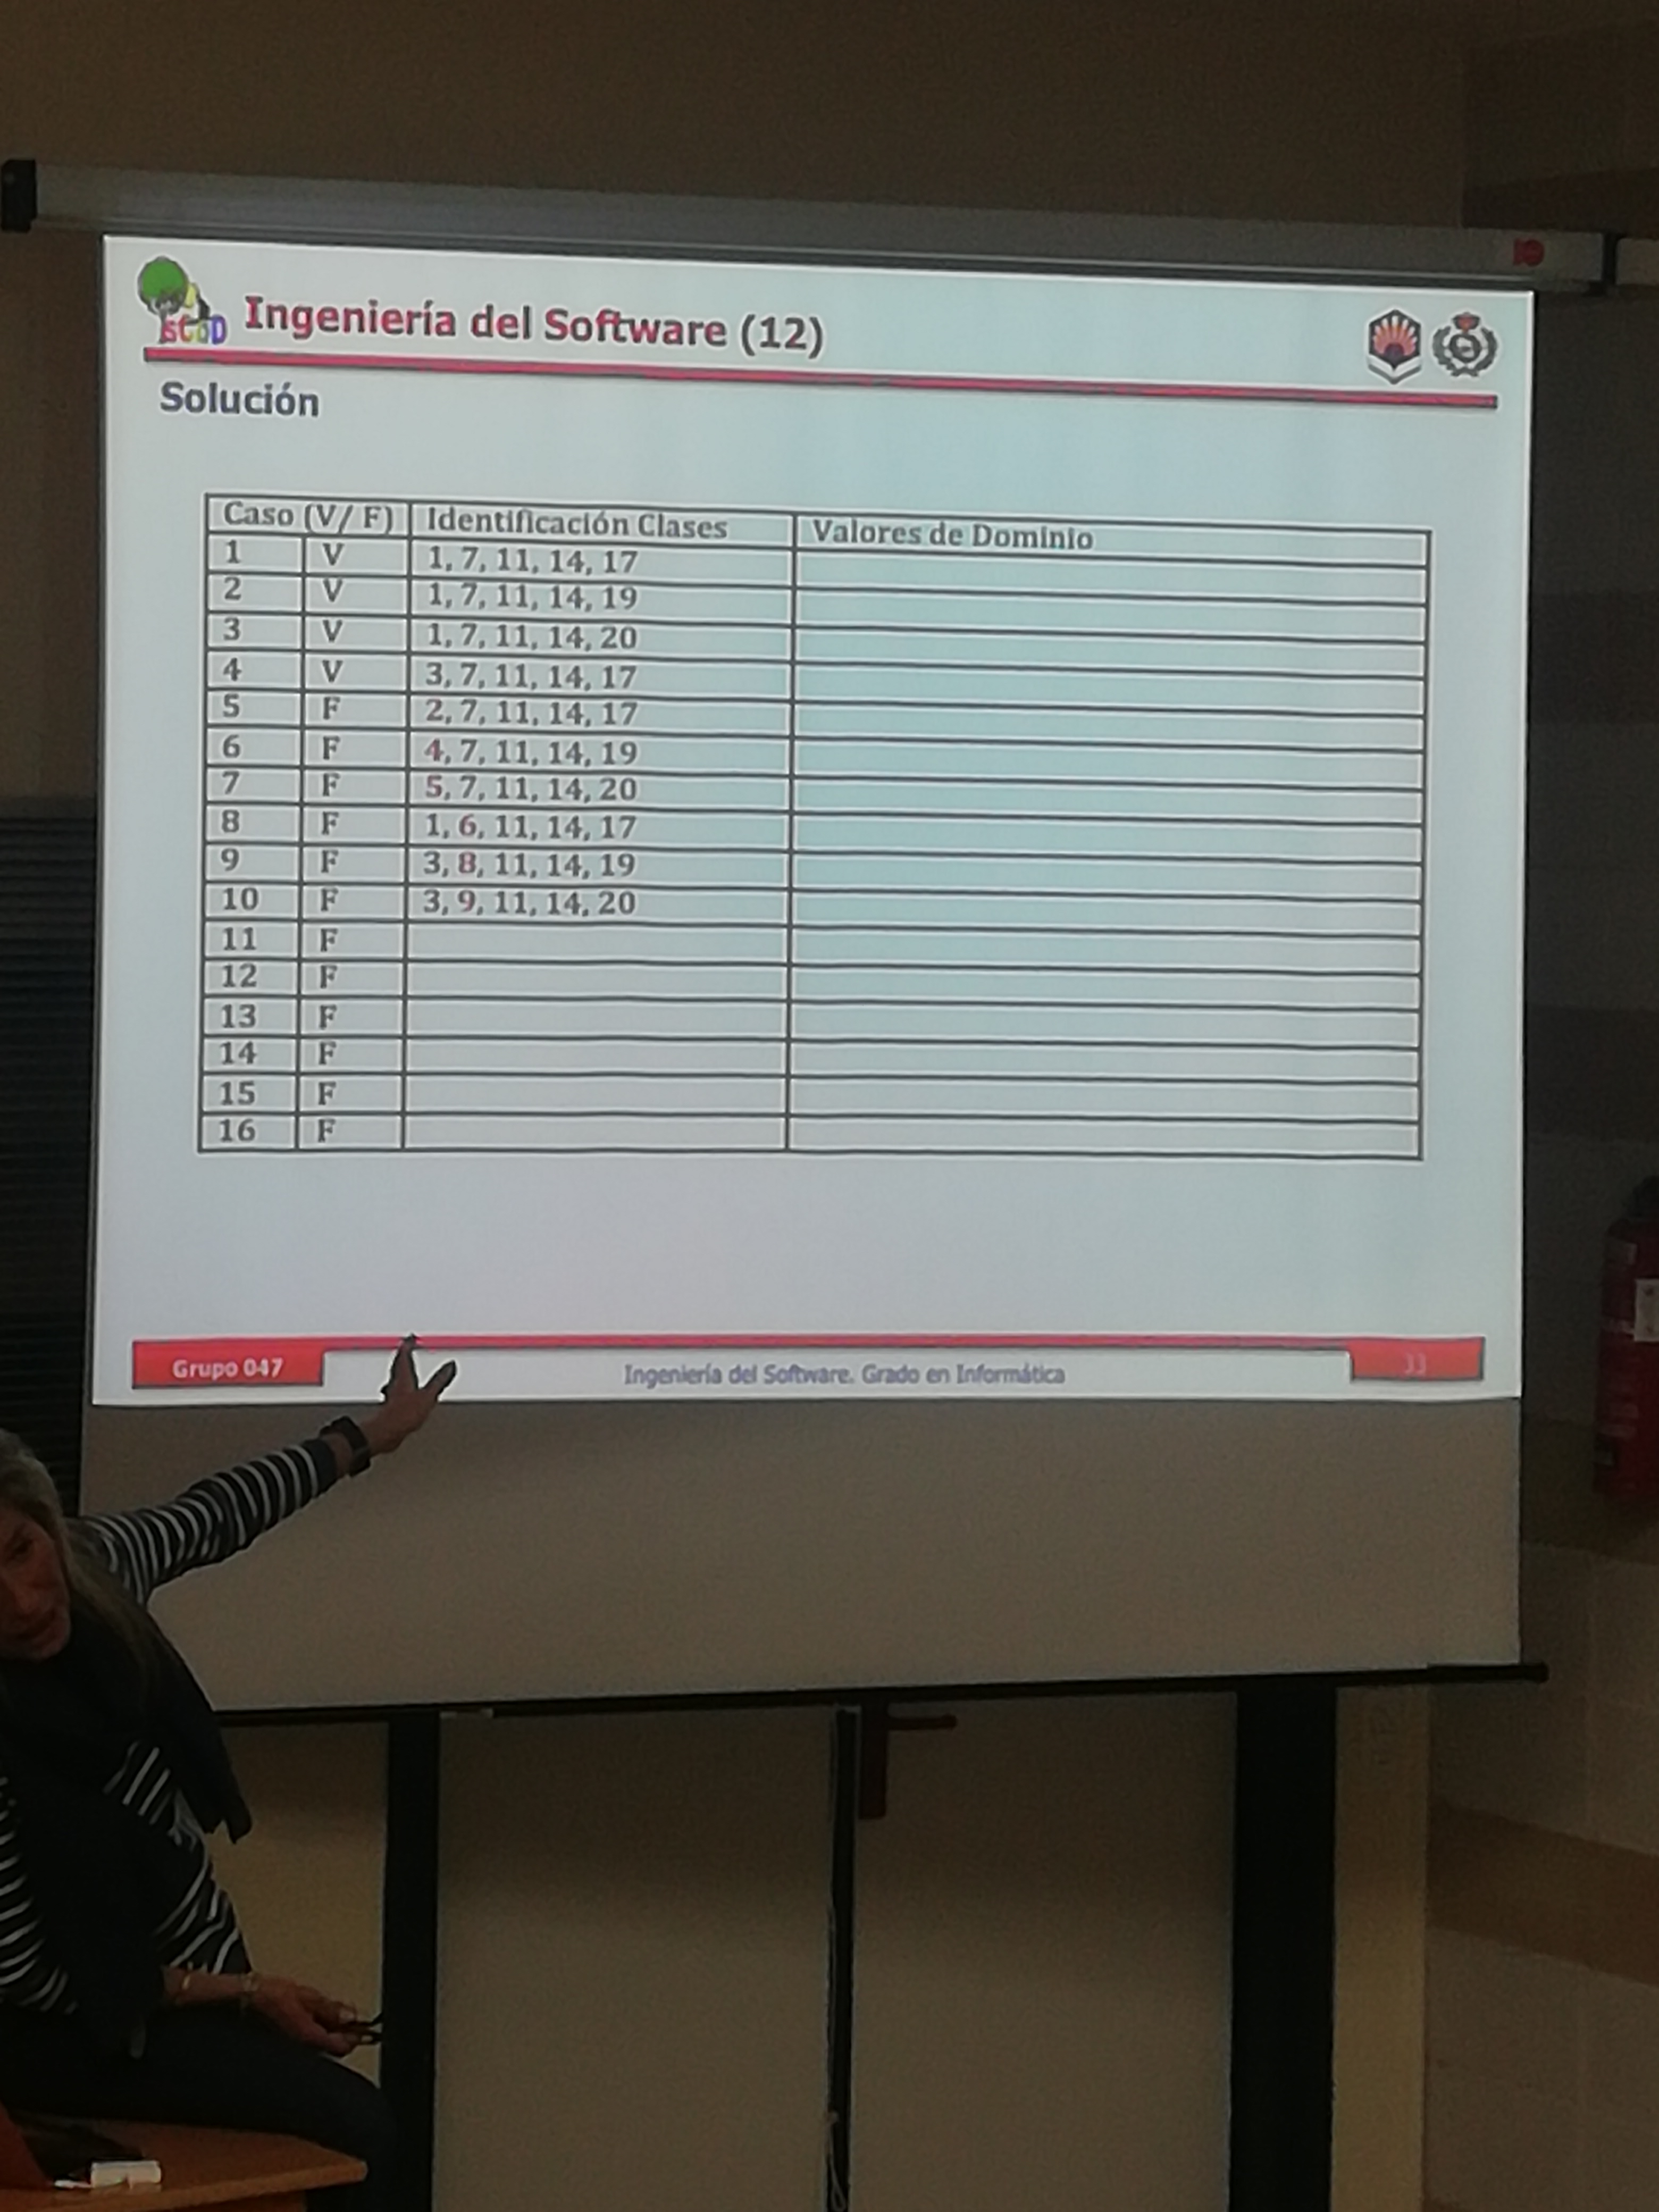 sCoD
Ingeniería del Software (12)
Solución
Caso (V/ F) Identificación Clases Valores de Dominio
1 V 1, 7, 11, 14, 17
2 V 1, 7, 11, 14, 19
3 V 1, 7, 11, 14, 20
4 V 3, 7, 11, 14, 17
5 F 2, 7, 11, 14, 17
6 F 4, 7, 11, 14, 19
7 F 5, 7, 11, 14, 20
8 F 1, 6, 11, 14, 17
9 F 3, 8, 11, 14, 19
10 F 3, 9, 11, 14, 20
11 F
12 F
13 F
14 F
15 F
16 F
Grupo 047 Ingeniería del Software. Grado en Informática 33